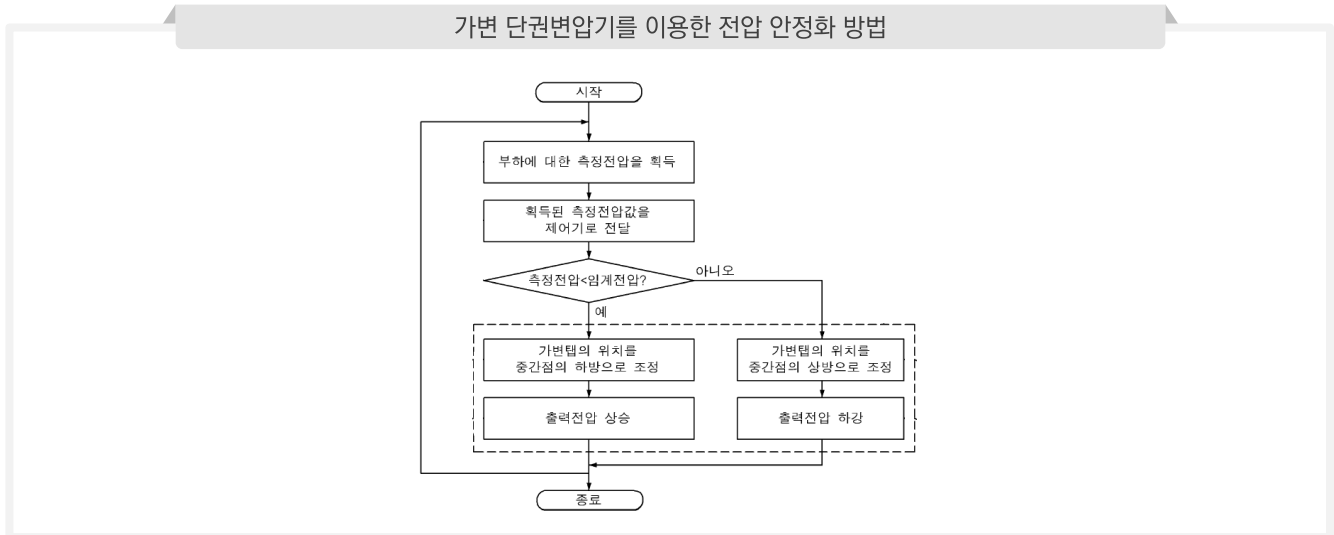 가변 단권변압기를 이용한 전압 안정화 방법
시작
부하에 대한 측정전압을 획득
획득된 측정전압값을
제어기로 전달
측정전압<임계전압?
아니오
예
가변탭의 위치를
중간점의 하방으로 조정
가변탭의 위치를
중간점의 상방으로 조정
출력전압 상승
출력전압 하강
종료